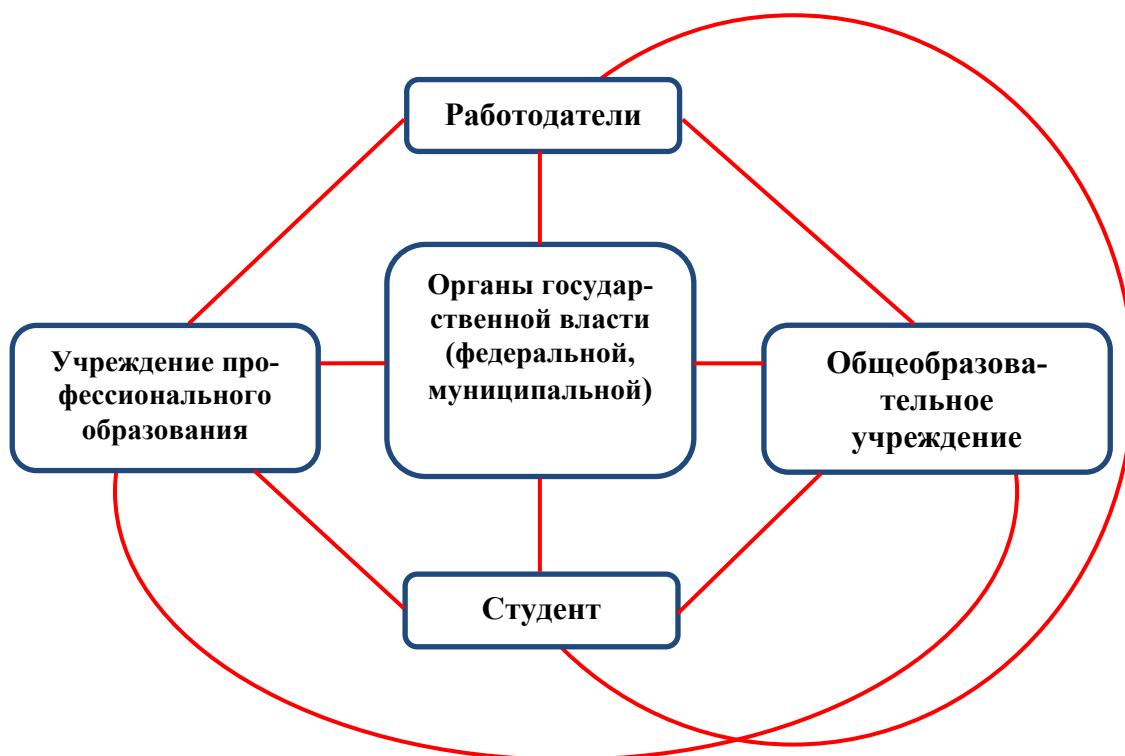 Работодатели
Органы государ-
ственной власти
(федеральной,
муниципальной)
Учреждение про-
фессионального
образования
Общеобразова-
тельное
учреждение
Студент